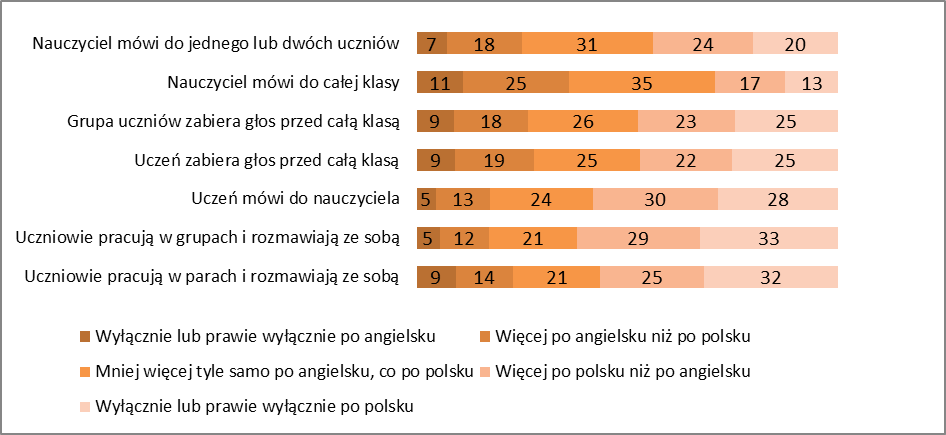 Nauczyciel mówi do jednego lub dwóch uczniów 7 18 31 24 20
Nauczyciel mówi do całej klasy 11 25 35 17 13
Grupa uczniów zabiera głos przed całą klasą 9 18 26 23 25
Uczeń zabiera głos przed całą klasą 9 19 25 22 25
Uczeń mówi do nauczyciela 5 13 24 30 28
Uczniowie pracują w grupach i rozmawiają ze sobą 5 12 21 29 33
Uczniowie pracują w parach i rozmawiają ze sobą 9 14 21 25 32
Wyłącznie lub prawie wyłącznie po angielsku Więcej po angielsku niż po polsku
Mniej więcej tyle samo po angielsku, co po polsku Więcej po polsku niż po angielsku
Wyłącznie lub prawie wyłącznie po polsku